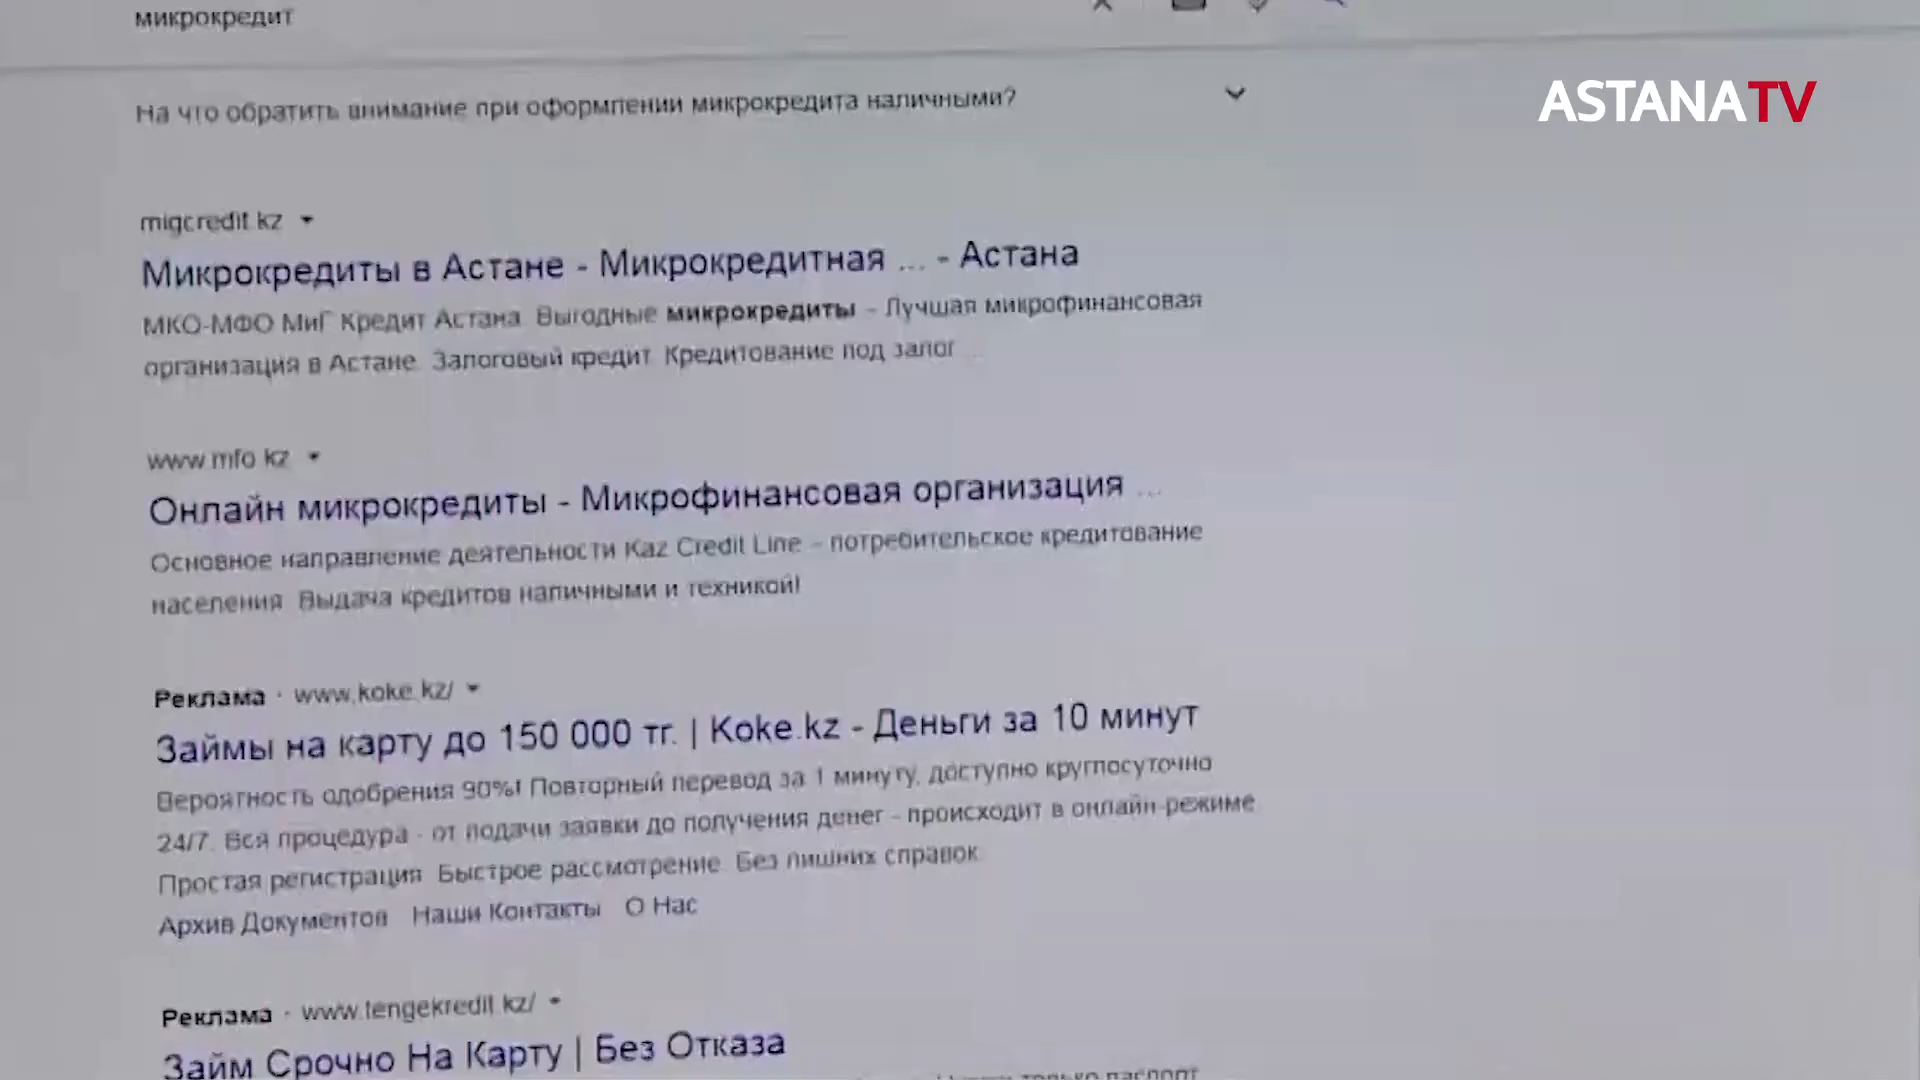 микрокредит
ASTANATV
На что обратить внимание при оформлении микрокредита наличными?
migcredit.kz
Микрокредиты в Астане - Микрокредитная ... - Астана
МКО-МФО МиГ Кредит Астана. Выгодные микрокредиты - Лучшая микрофинансовая
организация в Астане. Залоговый кредит. Кредитование под залог ...
www.mfo.kz
Онлайн микрокредиты - Микрофинансовая организация ...
Основное направление деятельности Kaz Credit Line – потребительское кредитование
населения. Выдача кредитов наличными и техникой!
Реклама · www.koke.kz/
Займы на карту до 150 000 тг. | Koke.kz - Деньги за 10 минут
Вероятность одобрения 90%! Повторный перевод за 1 минуту, доступно круглосуточно
24/7. Вся процедура - от подачи заявки до получения денег - происходит в онлайн-режиме
Простая регистрация. Быстрое рассмотрение. Без лишних справок.
Архив Документов Наши Контакты О Нас
Реклама · www.tengekredit.kz/
Займ Срочно На Карту | Без Отказа
только паспорт